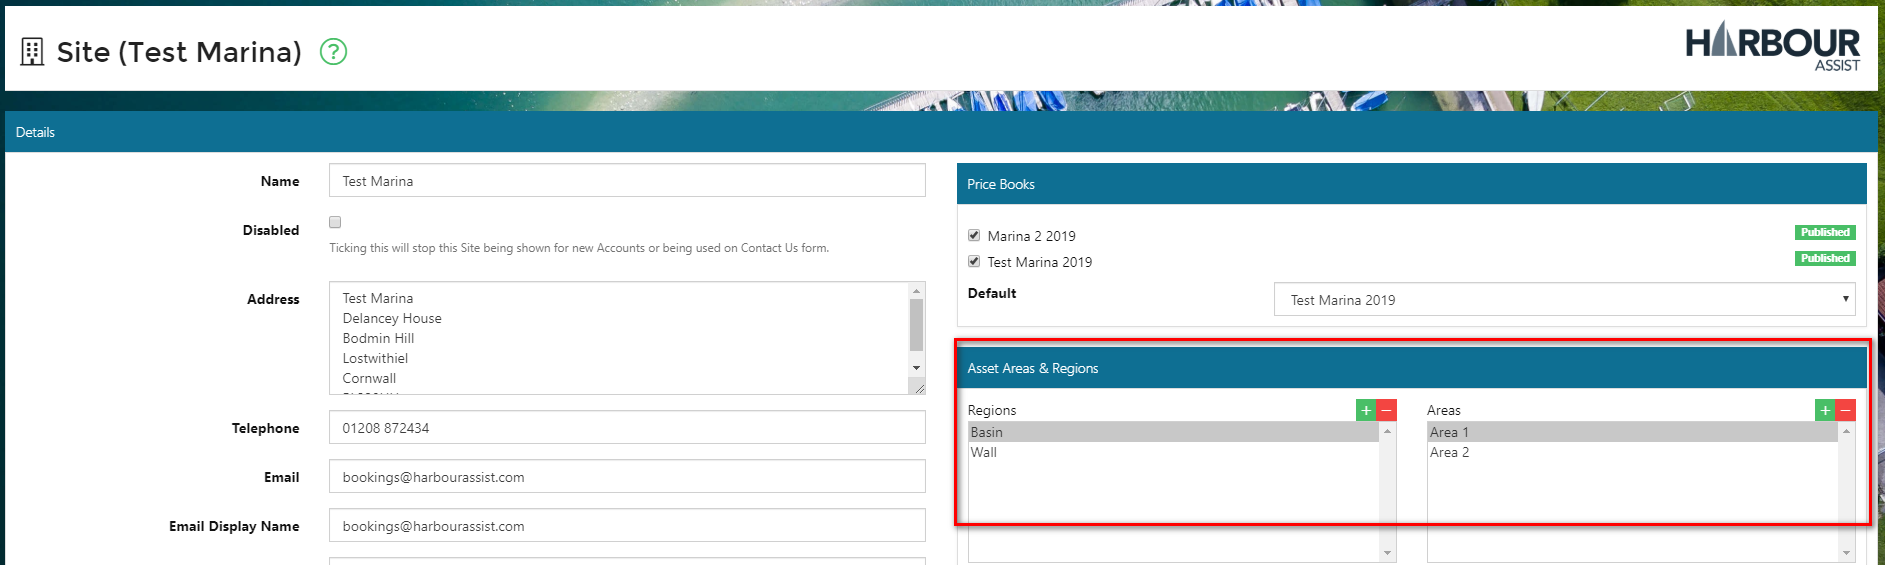 Site (Test Marina) ?
HARBOUR
ASSIST
Details
Name
Test Marina
Disabled
Ticking this will stop this Site being shown for new Accounts or being used on Contact Us form.
Address
Test Marina
Delancey House
Bodmin Hill
Lostwithiel
Cornwall
Telephone
01208 872434
Email
bookings@harbourassist.com
Email Display Name
bookings@harbourassist.com
Price Books
Marina 2 2019 Published
Test Marina 2019 Published
Default
Test Marina 2019
Asset Areas & Regions
Regions + −
Basin
Wall
Areas + −
Area 1
Area 2